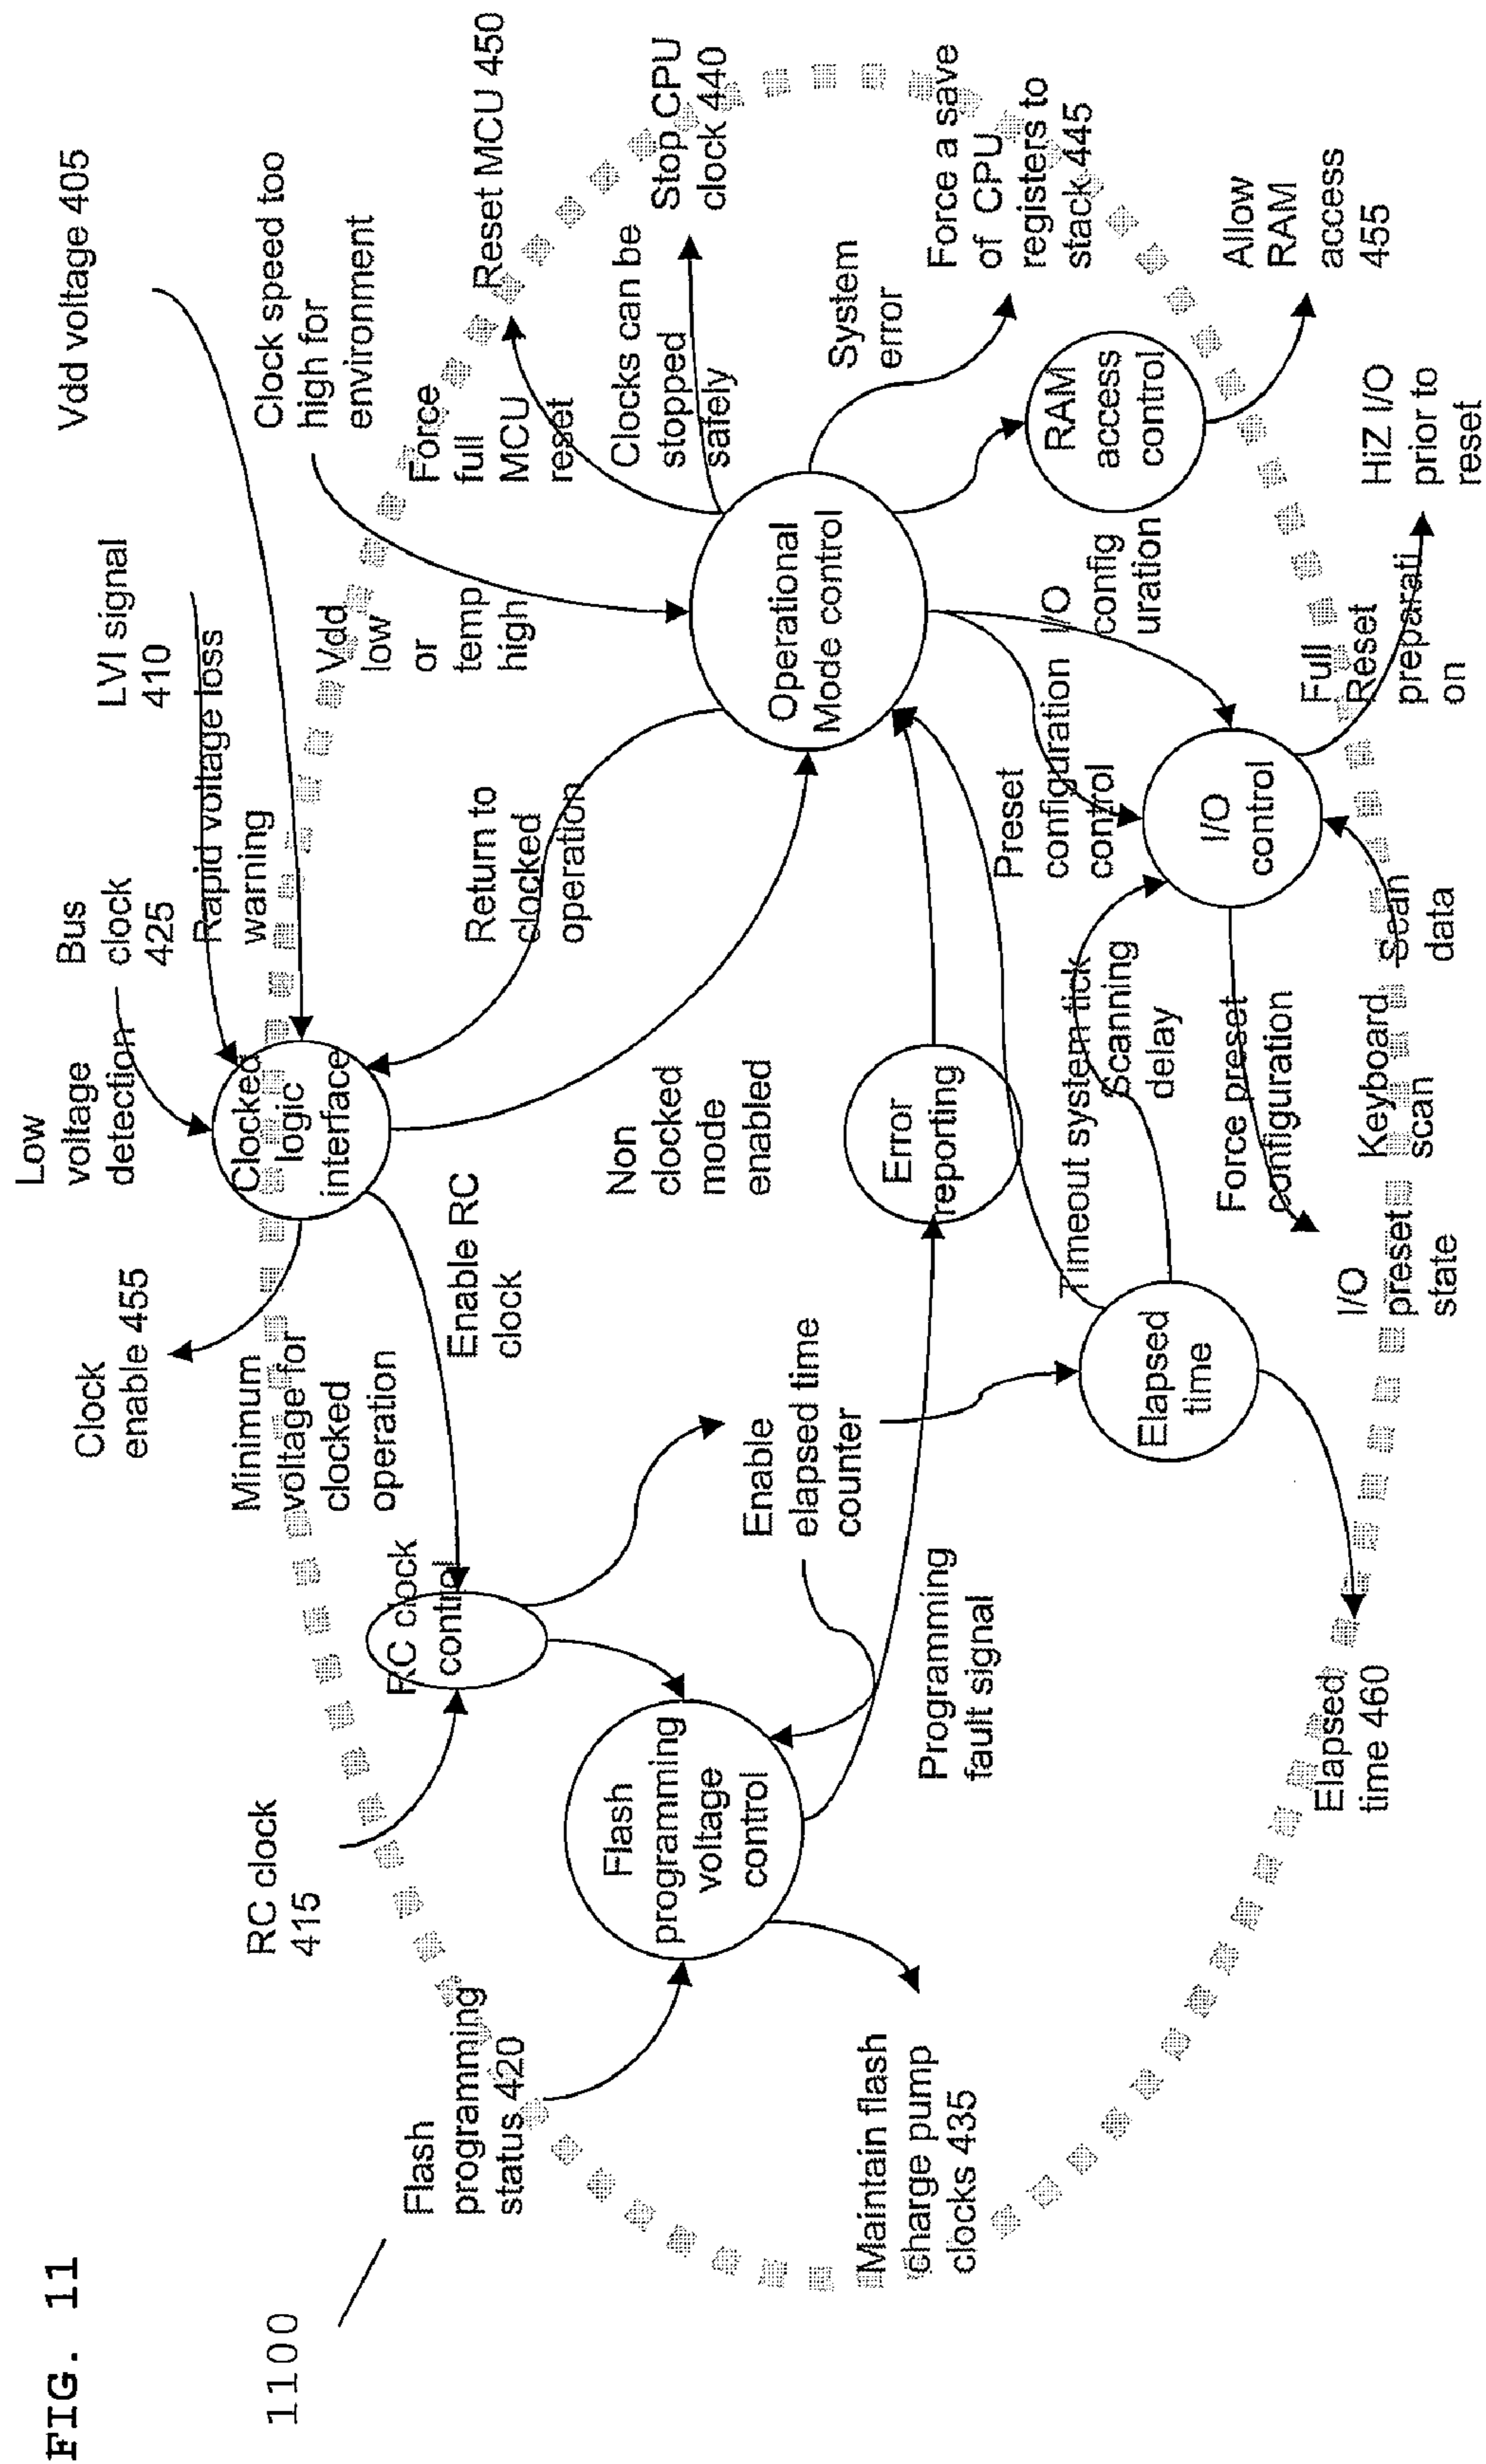 FIG. 11
1100
Flash
programming
status 420
RC clock
415
Clock
enable 455
Low
voltage
detection
Bus
clock
425
LVI signal
410
Rapid voltage loss
warning
Vdd voltage 405
Clock speed too
high for
environment
Vdd
low
or
temp
high
Force
full
MCU
reset
Reset MCU 450
Clocks can be
stopped
safely
Stop CPU
clock 440
System
error
Force a save
of CPU
registers to
stack 445
Allow
RAM
access
455
RAM
access
control
HiZ I/O
prior to
reset
Full
Reset
preparati
on
I/O
config
uration
Operational
Mode control
Return to
clocked
operation
Clocked
logic
interface
Minimum
voltage for
clocked
operation
Enable RC
clock
RC clock
control
Non
clocked
mode
enabled
Error
reporting
Preset
configuration
control
I/O
control
Timeout system tick
Scanning
delay
Force preset
configuration
Scan
data
Keyboard
scan
I/O
preset
state
Enable
elapsed time
counter
Elapsed
time
Flash
programming
voltage
control
Programming
fault signal
Maintain flash
charge pump
clocks 435
Elapsed
time 460